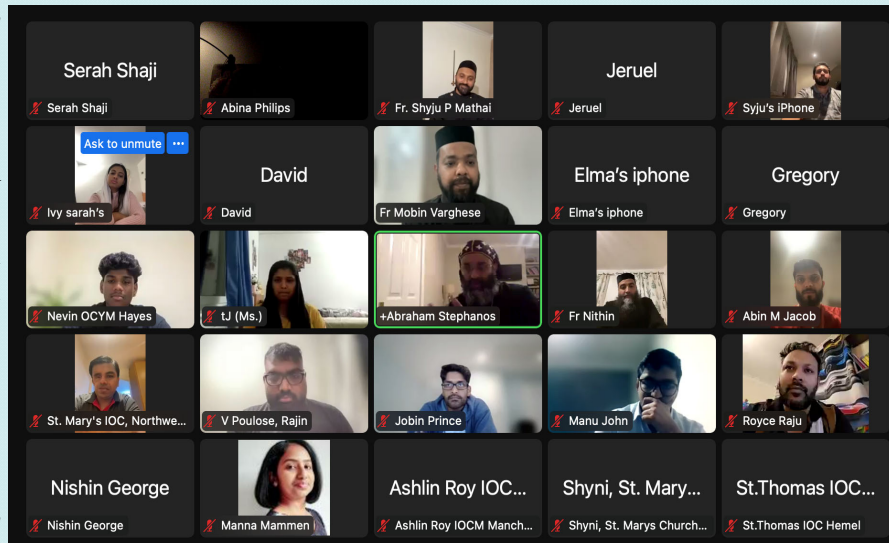 Serah Shaji
Serah Shaji
Abina Philips
Fr. Shyju P Mathai
Jeruel
Jeruel
Syju's iPhone
Ask to unmute ...
Ivy sarah's
David
David
Fr Mobin Varghese
Elma's iphone
Elma's iphone
Gregory
Gregory
Nevin OCYM Hayes
tJ (Ms.)
+Abraham Stephanos
Fr Nithin
Abin M Jacob
St. Mary's IOC, Northwe...
V Poulose, Rajin
Jobin Prince
Manu John
Royce Raju
Nishin George
Nishin George
Manna Mammen
Ashlin Roy IOC...
Ashlin Roy IOCM Manch...
Shyni, St. Mary...
Shyni, St. Marys Church...
St.Thomas IOC...
St.Thomas IOC Hemel